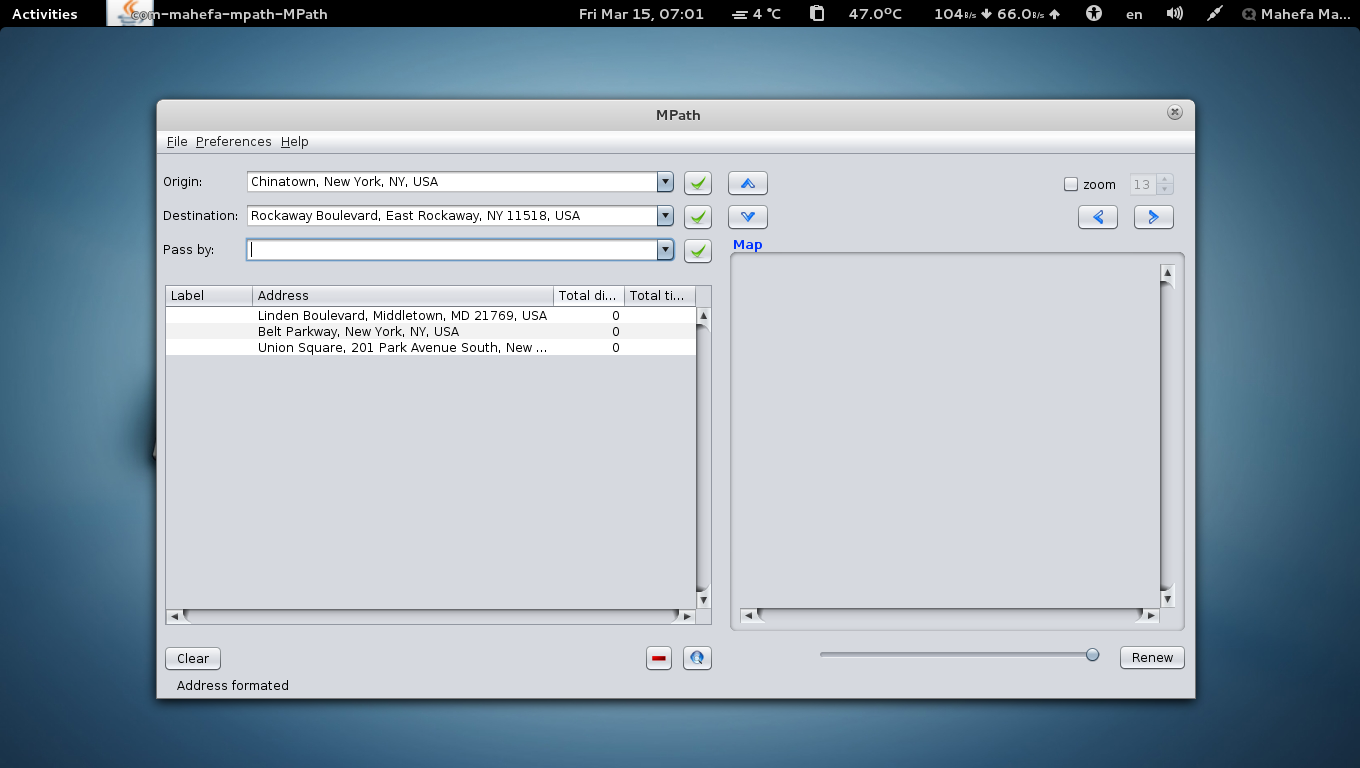 Activities com-mahefa-mpath-MPath Fri Mar 15, 07:01 4 °C 47.0ºC 104B/s 66.0B/s en Mahefa Ma...
MPath
File Preferences Help
Origin: Chinatown, New York, NY, USA zoom 13
Destination: Rockaway Boulevard, East Rockaway, NY 11518, USA
Pass by:
Map
Label Address Total di... Total ti...
Linden Boulevard, Middletown, MD 21769, USA 0
Belt Parkway, New York, NY, USA 0
Union Square, 201 Park Avenue South, New ... 0
Clear Renew
Address formated